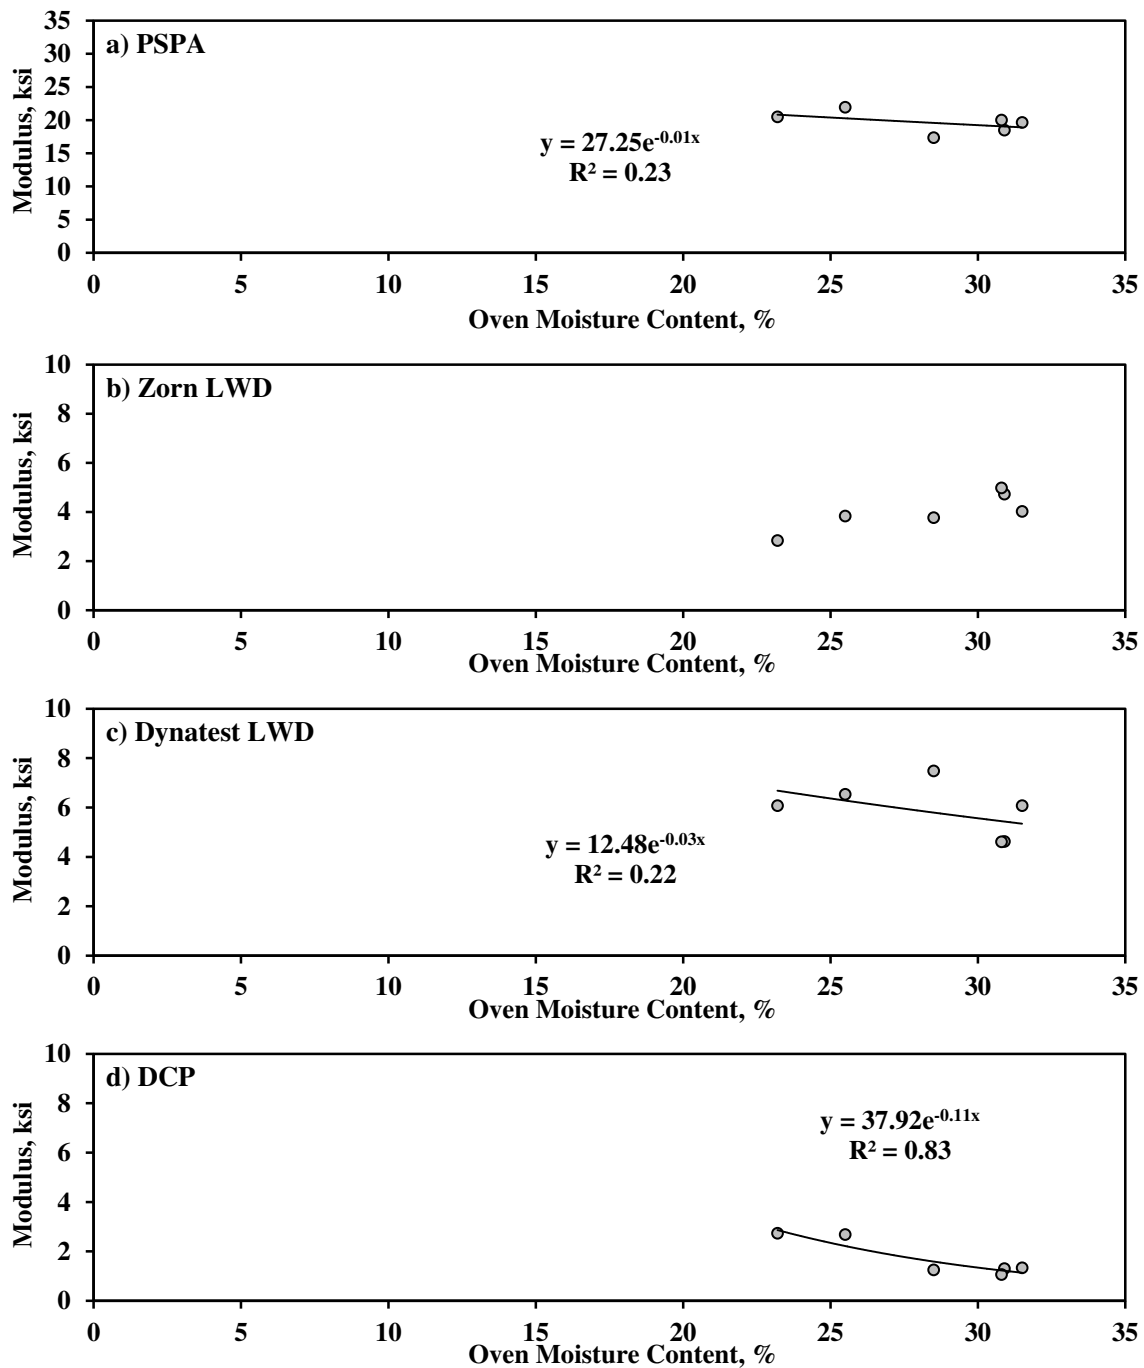 a) PSPA
35
30
25
20
15
10
5
0
Modulus, ksi
y = 27.25e^-0.01x
R² = 0.23
0 5 10 15 20 25 30 35
Oven Moisture Content, %
b) Zorn LWD
10
8
6
4
2
0
Modulus, ksi
0 5 10 15 20 25 30 35
Oven Moisture Content, %
c) Dynatest LWD
10
8
6
4
2
0
Modulus, ksi
y = 12.48e^-0.03x
R² = 0.22
0 5 10 15 20 25 30 35
Oven Moisture Content, %
d) DCP
10
8
6
4
2
0
Modulus, ksi
y = 37.92e^-0.11x
R² = 0.83
0 5 10 15 20 25 30 35
Oven Moisture Content, %